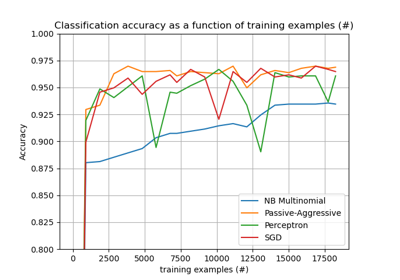 Classification accuracy as a function of training examples (#)
1.000
0.975
0.950
0.925
0.900
0.875
0.850
0.825
0.800
Accuracy
NB Multinomial
Passive-Aggressive
Perceptron
SGD
0 2500 5000 7500 10000 12500 15000 17500
training examples (#)